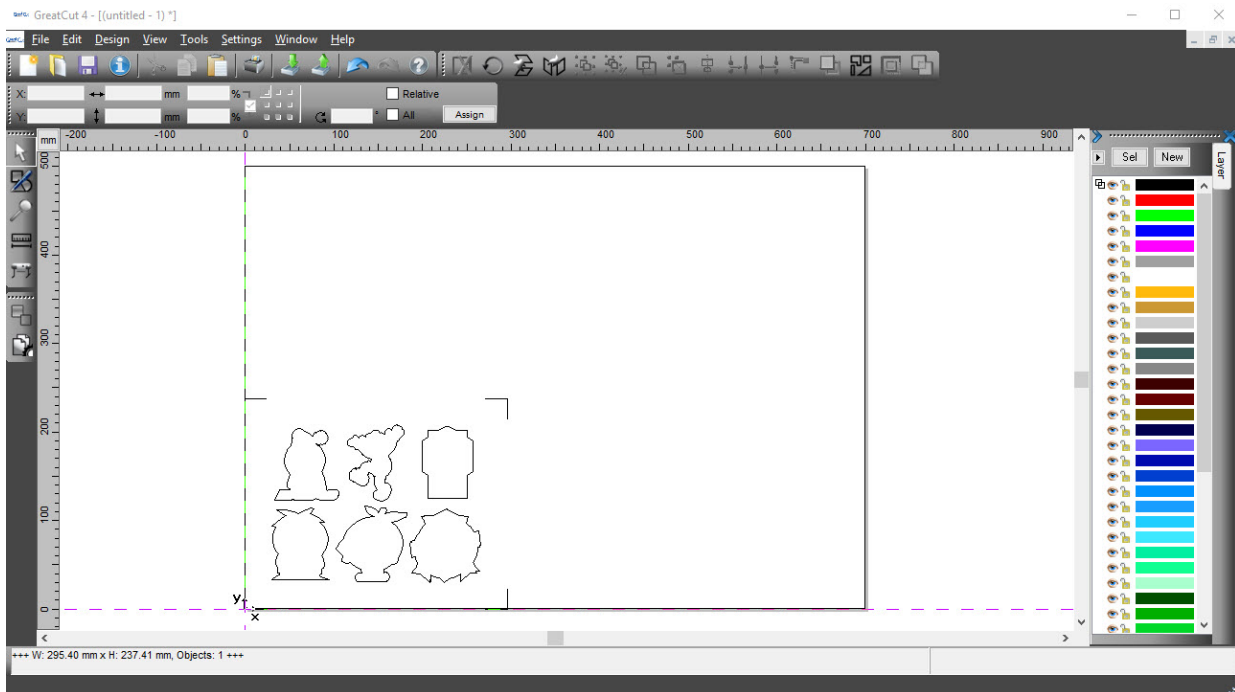 GreatCut 4 - [(untitled - 1) *]
File Edit Design View Tools Settings Window Help
X: mm % Relative
Y: mm % ° All Assign
mm -200 -100 0 100 200 300 400 500 600 700 800 900
Sel New
Layer
500
400
300
200
100
0
Y
X
+++ W: 295.40 mm x H: 237.41 mm, Objects: 1 +++